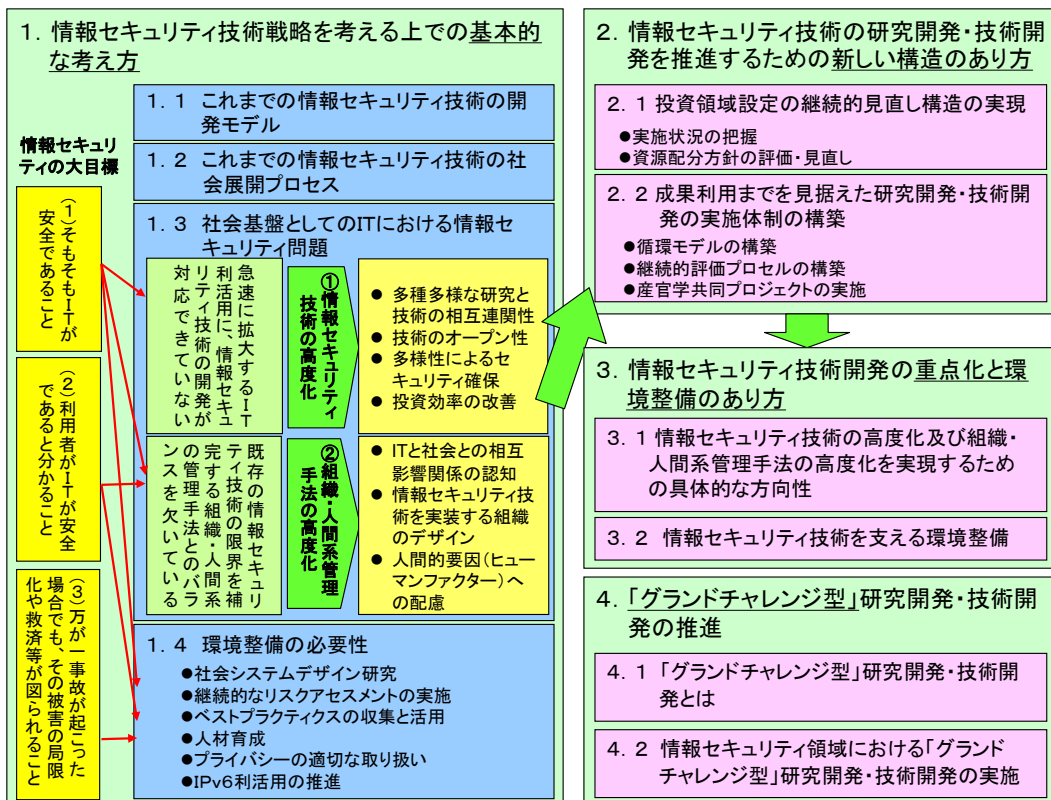 1．情報セキュリティ技術戦略を考える上での基本的
な考え方
1．1 これまでの情報セキュリティ技術の開
発モデル
1．2 これまでの情報セキュリティ技術の社
会展開プロセス
1．3 社会基盤としてのITにおける情報セ
キュリティ問題
情報セキュリ
ティの大目標
（1）そもそもITが
安全であること
（2）利用者がITが安全
であると分かること
（3）万が一事故が起こった
場合でも、その被害の局限
化や救済等が図られること
急速に拡大するIT
利活用に、情報セキュ
リティ技術の開発が
対応できていない
①情報セキュリティ
技術の高度化
● 多種多様な研究と
技術の相互連関性
● 技術のオープン性
● 多様性によるセ
キュリティ確保
● 投資効率の改善
既存の情報セキュリ
ティ技術の限界を補
完する組織・人間系
の管理手法とのバラ
ンスを欠いている
②組織・人間系管理
手法の高度化
● ITと社会との相互
影響関係の認知
● 情報セキュリティ技
術を実装する組織
のデザイン
● 人間的要因（ヒュー
マンファクター）へ
の配慮
1．4 環境整備の必要性
●社会システムデザイン研究
●継続的なリスクアセスメントの実施
●ベストプラクティクスの収集と活用
●人材育成
●プライバシーの適切な取り扱い
●IPv6利活用の推進
2．情報セキュリティ技術の研究開発・技術開
発を推進するための新しい構造のあり方
2．1 投資領域設定の継続的見直し構造の実現
●実施状況の把握
●資源配分方針の評価・見直し
2．2 成果利用までを見据えた研究開発・技術開
発の実施体制の構築
●循環モデルの構築
●継続的評価プロセルの構築
●産官学共同プロジェクトの実施
3．情報セキュリティ技術開発の重点化と環
境整備のあり方
3．1 情報セキュリティ技術の高度化及び組織・
人間系管理手法の高度化を実現するため
の具体的な方向性
3．2 情報セキュリティ技術を支える環境整備
4．「グランドチャレンジ型」研究開発・技術開
発の推進
4．1 「グランドチャレンジ型」研究開発・技術開
発とは
4．2 情報セキュリティ領域における「グランド
チャレンジ型」研究開発・技術開発の実施